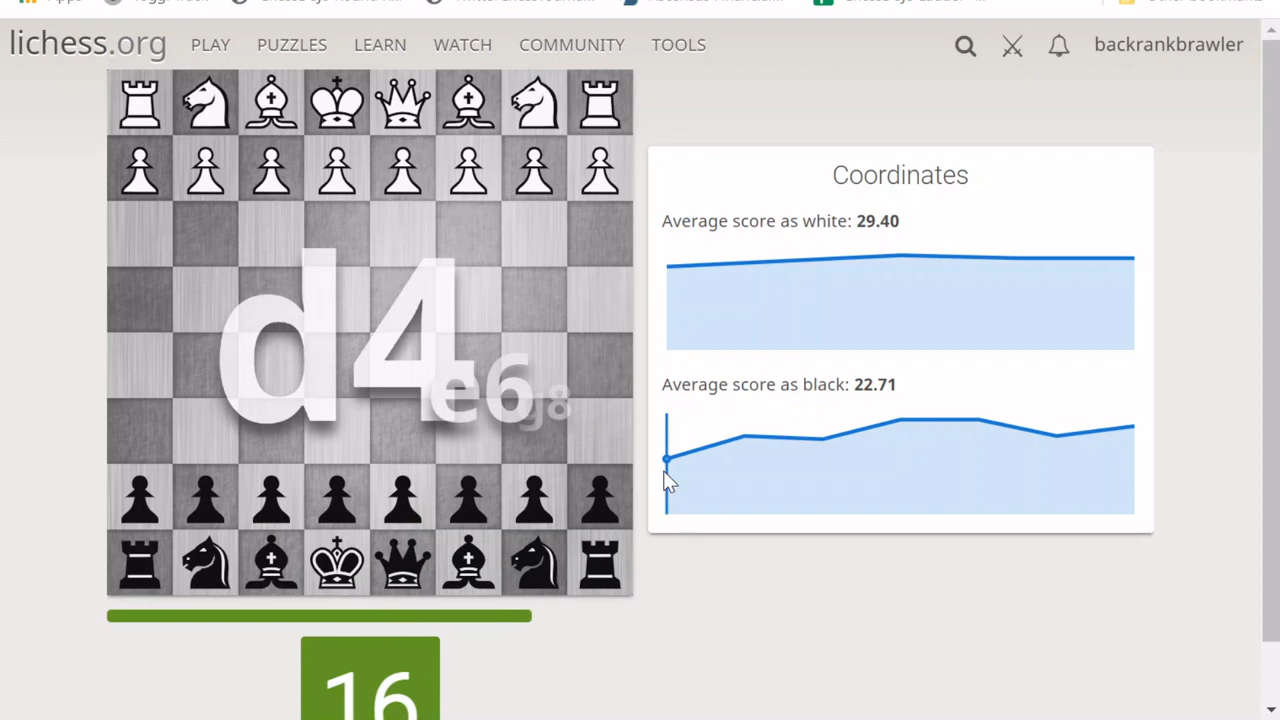 lichess.org PLAY PUZZLES LEARN WATCH COMMUNITY TOOLS backrankbrawler
Coordinates
Average score as white: 29.40
d4
e6
g8
Average score as black: 22.71
16